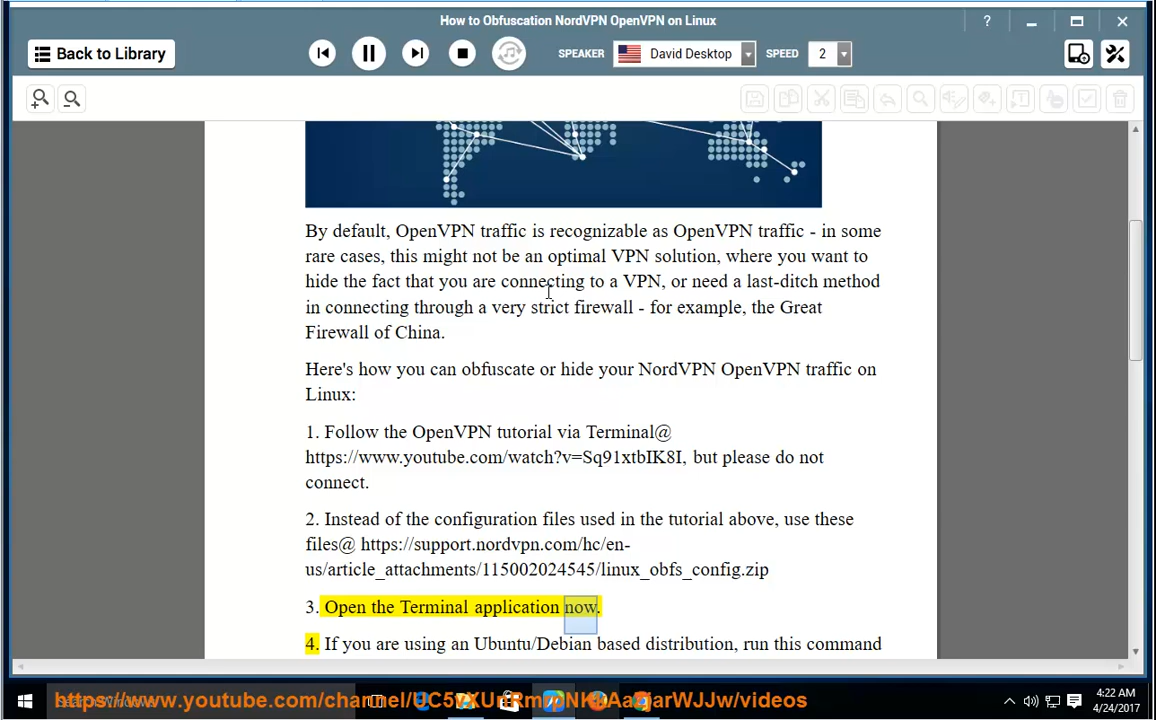 How to Obfuscation NordVPN OpenVPN on Linux
Back to Library
SPEAKER
David Desktop
SPEED
2
By default, OpenVPN traffic is recognizable as OpenVPN traffic - in some
rare cases, this might not be an optimal VPN solution, where you want to
hide the fact that you are connecting to a VPN, or need a last-ditch method
in connecting through a very strict firewall - for example, the Great
Firewall of China.
Here's how you can obfuscate or hide your NordVPN OpenVPN traffic on
Linux:
1. Follow the OpenVPN tutorial via Terminal@
https://www.youtube.com/watch?v=Sq91xtbIK8I, but please do not
connect.
2. Instead of the configuration files used in the tutorial above, use these
files@ https://support.nordvpn.com/hc/en-
us/article_attachments/115002024545/linux_obfs_config.zip
3. Open the Terminal application now.
4. If you are using an Ubuntu/Debian based distribution, run this command
4:22 AM
4/24/2017